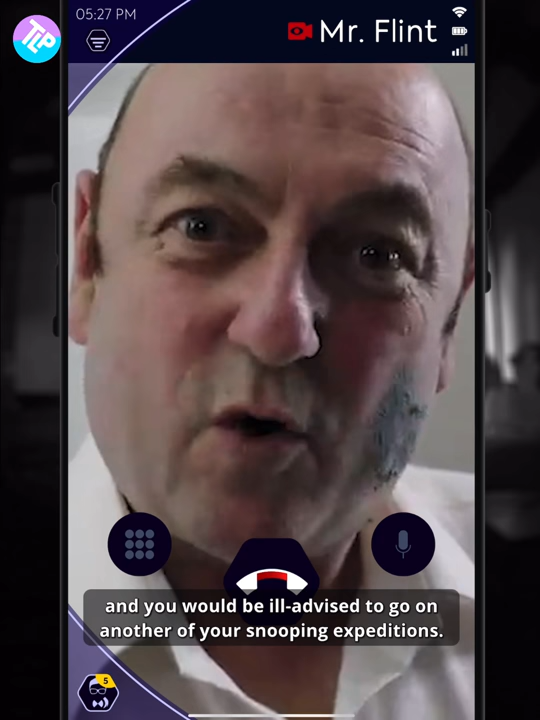 05:27 PM
TLP
Mr. Flint
and you would be ill-advised to go on
another of your snooping expeditions.
5